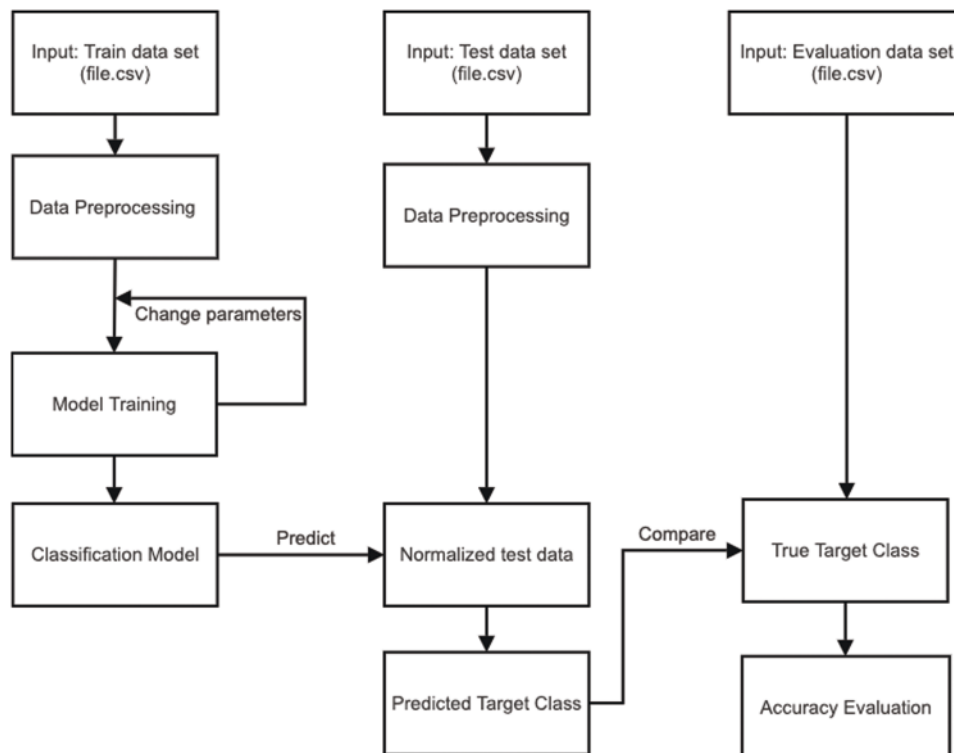 Input: Train data set
(file.csv)
Input: Test data set
(file.csv)
Input: Evaluation data set
(file.csv)
Data Preprocessing
Data Preprocessing
Change parameters
Model Training
Classification Model
Predict
Normalized test data
Compare
True Target Class
Predicted Target Class
Accuracy Evaluation